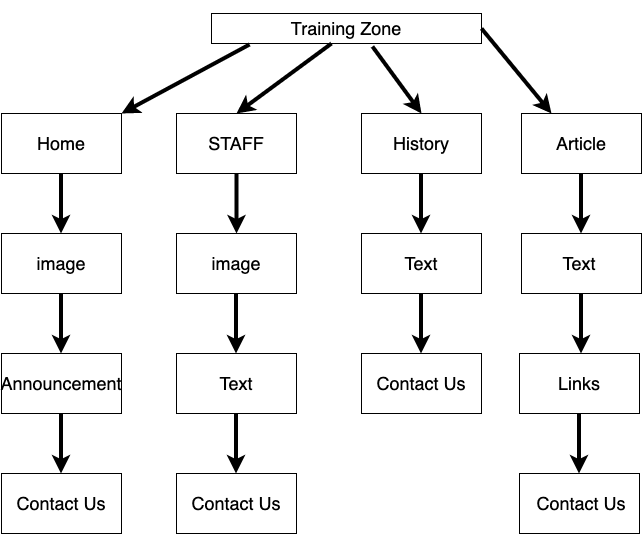 Training Zone
Home
STAFF
History
Article
image
image
Text
Text
Announcement
Text
Contact Us
Links
Contact Us
Contact Us
Contact Us